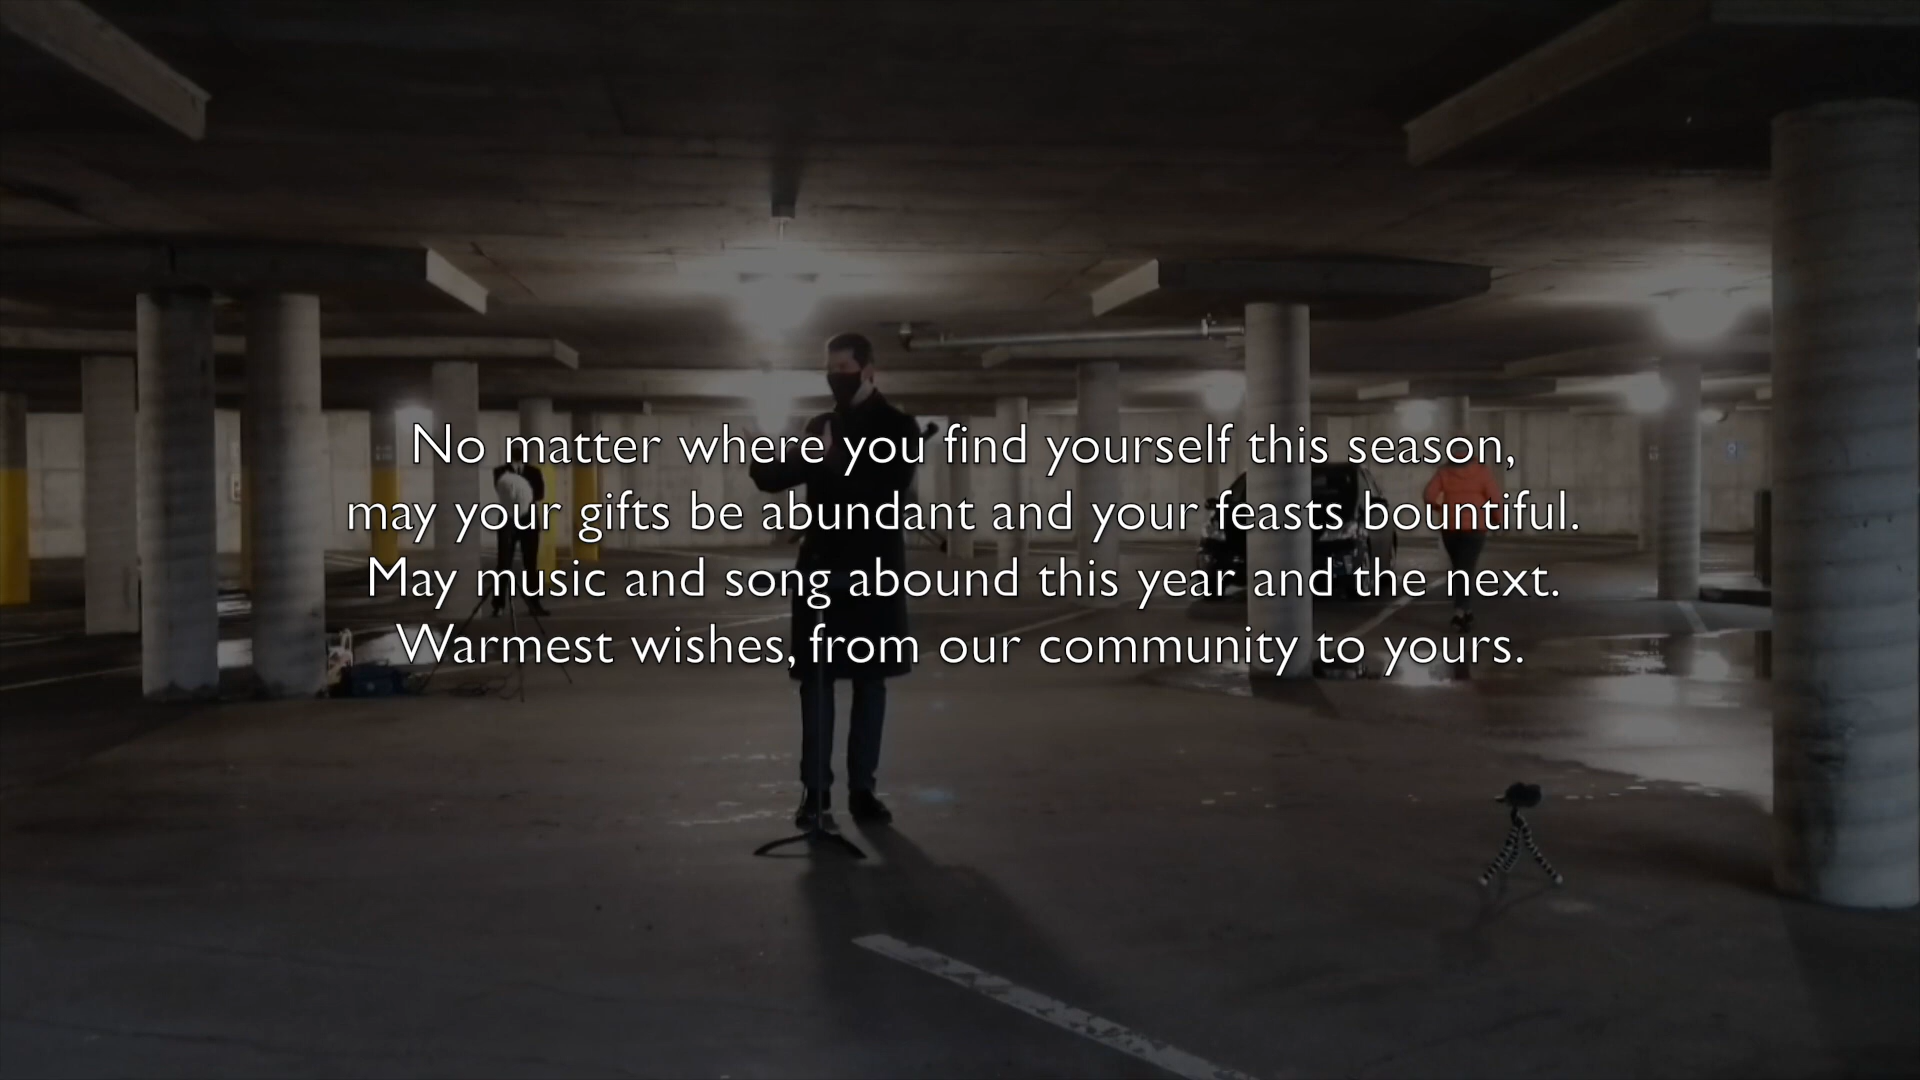 No matter where you find yourself this season,
may your gifts be abundant and your feasts bountiful.
May music and song abound this year and the next.
Warmest wishes, from our community to yours.